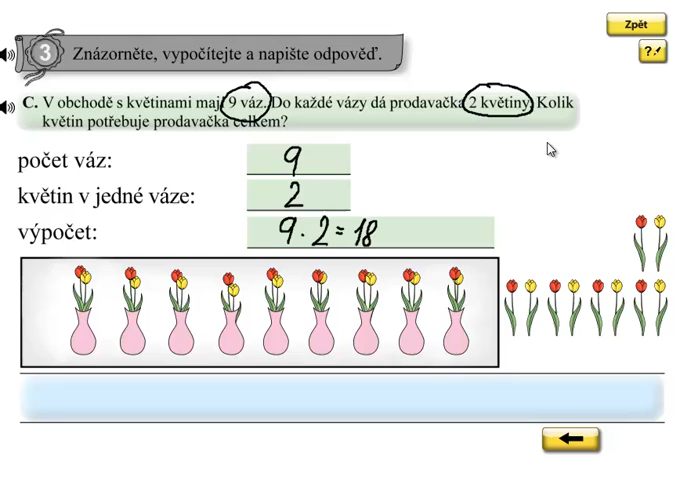 Zpět
3 Znázorněte, vypočítejte a napište odpověď.
?
C. V obchodě s květinami mají 9 váz. Do každé vázy dá prodavačka 2 květiny. Kolik
květin potřebuje prodavačka celkem?
počet váz: 9
květin v jedné váze: 2
výpočet: 9 · 2 = 18